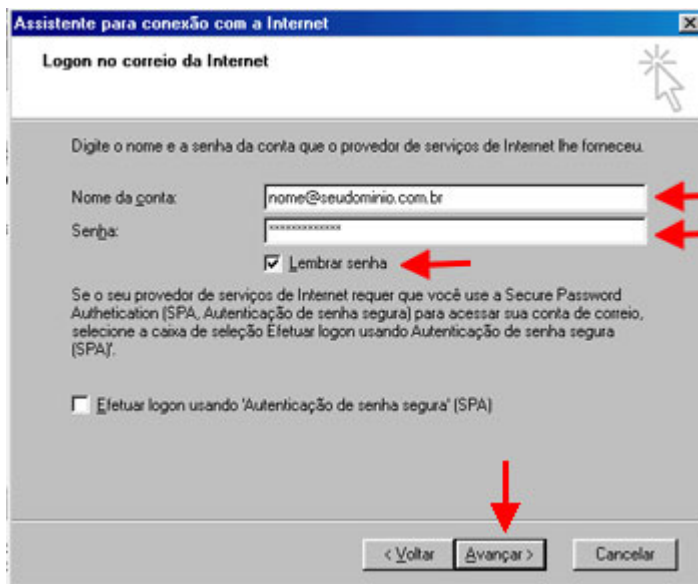 Assistente para conexão com a Internet
Logon no correio da Internet
Digite o nome e a senha da conta que o provedor de serviços de Internet lhe forneceu.
Nome da conta: nome@seudominio.com.br
Senha: *************
Lembrar senha
Se o seu provedor de serviços de Internet requer que você use a Secure Password
Authetication (SPA, Autenticação de senha segura) para acessar sua conta de correio,
selecione a caixa de seleção Efetuar logon usando Autenticação de senha segura
(SPA)'.
Efetuar logon usando 'Autenticação de senha segura' (SPA)
< Voltar Avançar > Cancelar